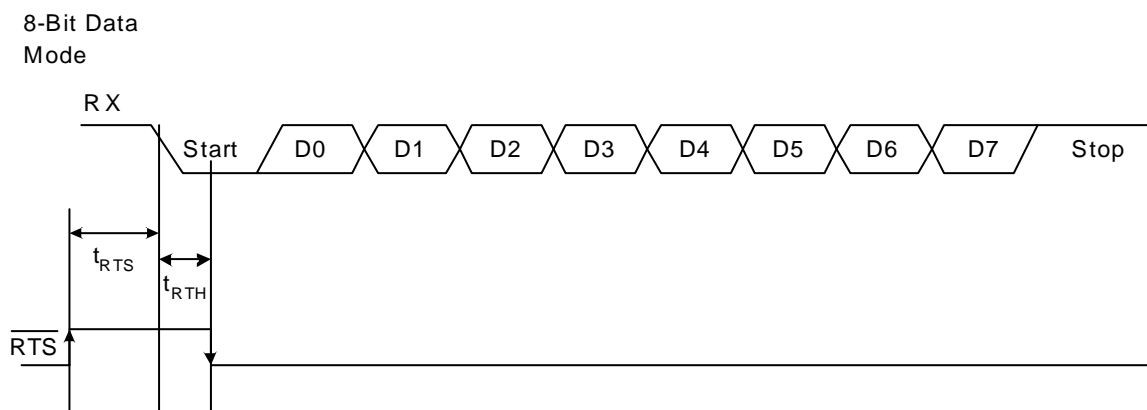 8-Bit Data
Mode
RX
Start D0 D1 D2 D3 D4 D5 D6 D7 Stop
tRTS
tRTH
RTS